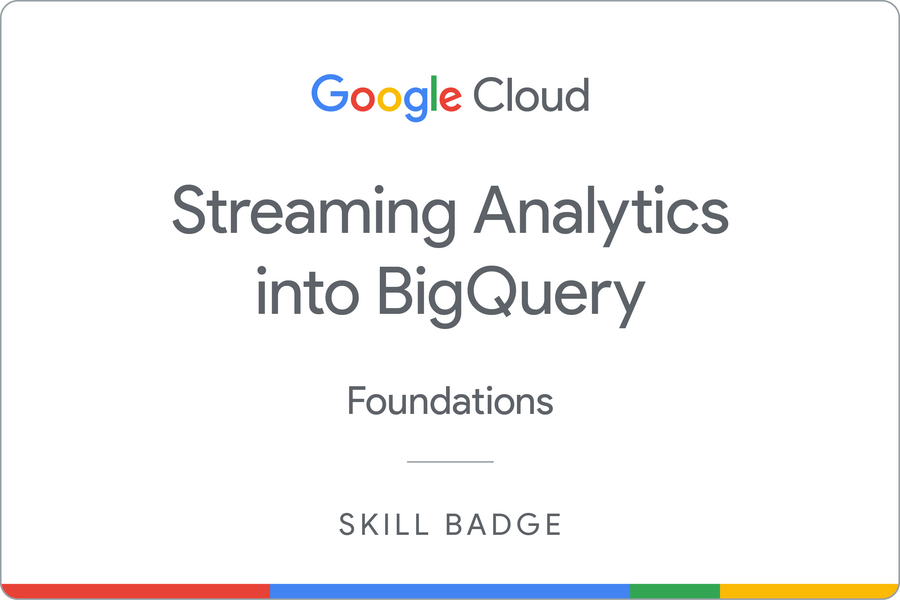 Google Cloud
Streaming Analytics
into BigQuery
Foundations
SKILL BADGE